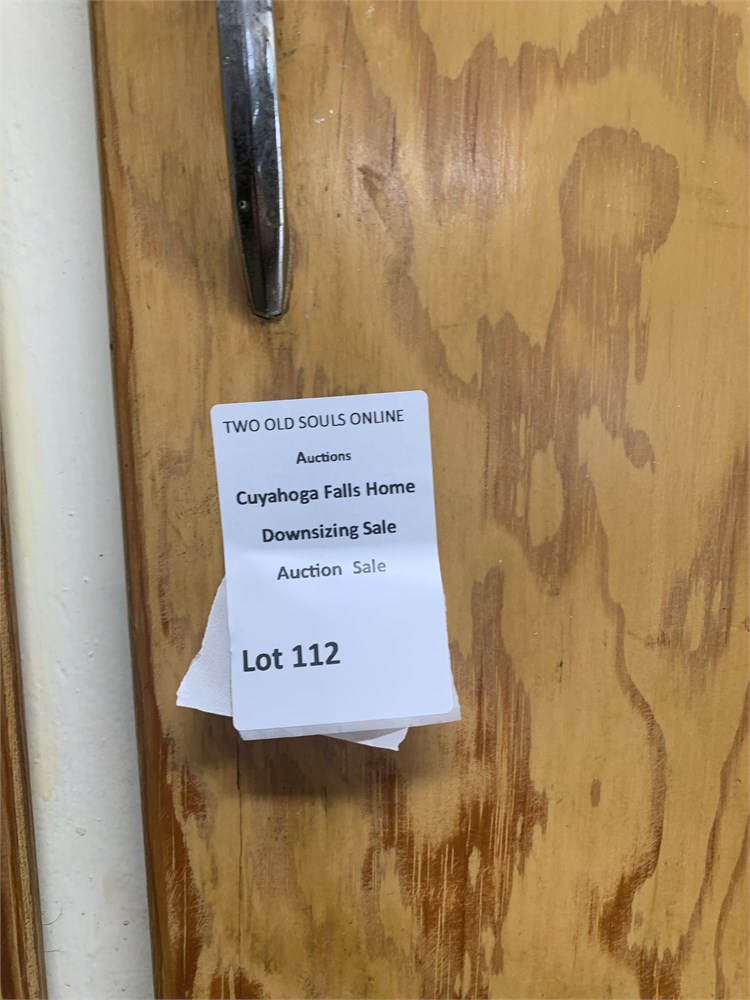 TWO OLD SOULS ONLINE
Auctions
Cuyahoga Falls Home
Downsizing Sale
Auction Sale
Lot 112